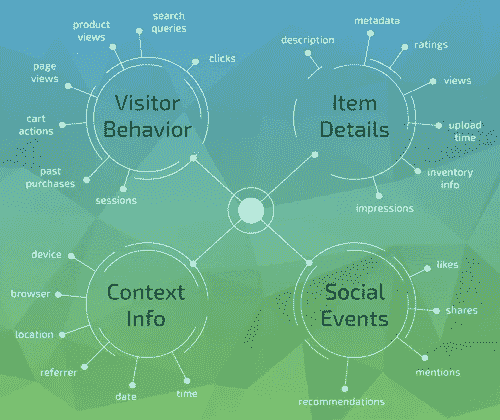 search
queries
product
views
clicks
page
views
Visitor
Behavior
cart
actions
past
purchases
sessions
metadata
description
ratings
views
Item
Details
upload
time
inventory
info
impressions
device
browser
Context
Info
location
referrer
date
time
likes
Social
Events
shares
mentions
recommendations